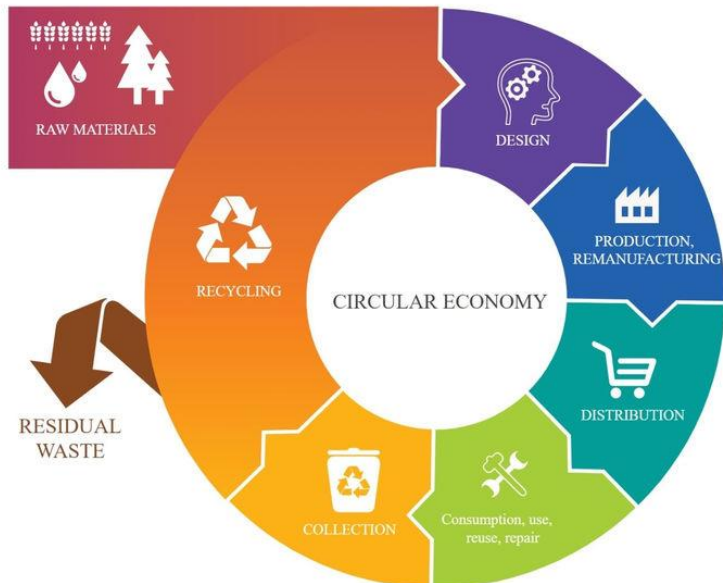 RAW MATERIALS
DESIGN
PRODUCTION,
REMANUFACTURING
RECYCLING
CIRCULAR ECONOMY
DISTRIBUTION
RESIDUAL
WASTE
COLLECTION
Consumption, use,
reuse, repair